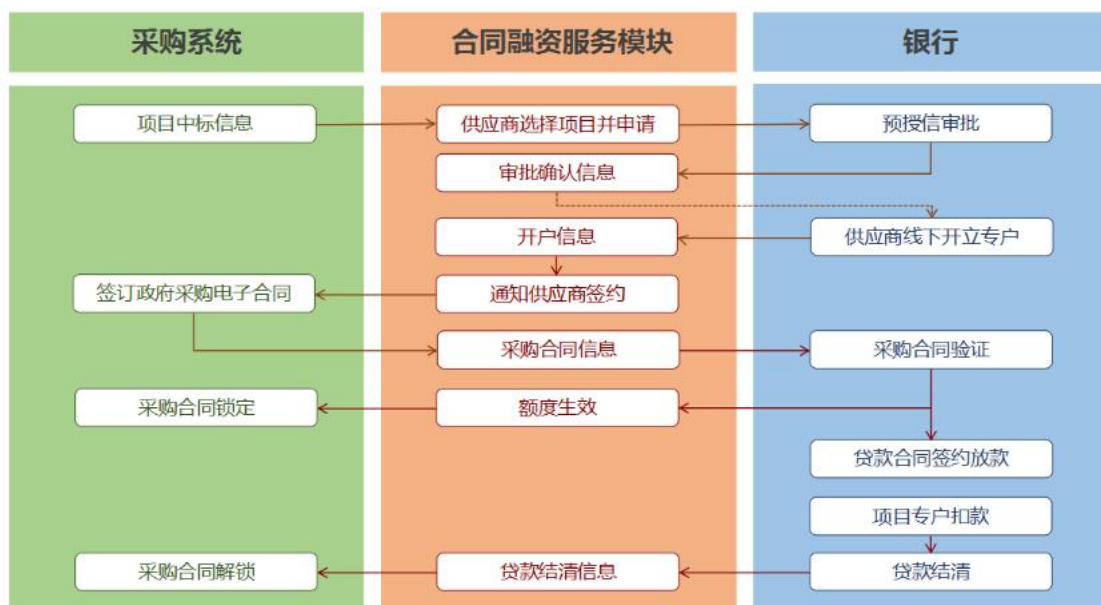 采购系统
合同融资服务模块
银行
项目中标信息
供应商选择项目并申请
预授信审批
审批确认信息
开户信息
供应商线下开立专户
签订政府采购电子合同
通知供应商签约
采购合同信息
采购合同验证
采购合同锁定
额度生效
贷款合同签约放款
项目专户扣款
采购合同解锁
贷款结清信息
贷款结清